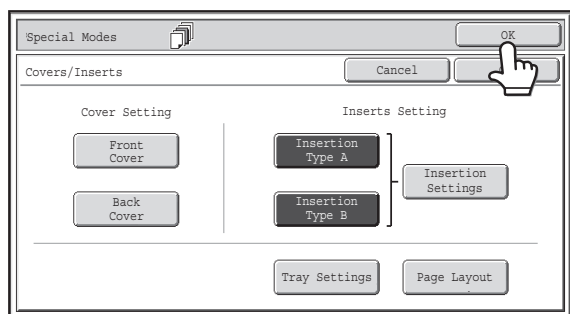 Special Modes
OK
Covers/Inserts
Cancel
Cover Setting
Inserts Setting
Front
Cover
Insertion
Type A
Insertion
Settings
Back
Cover
Insertion
Type B
Tray Settings
Page Layout